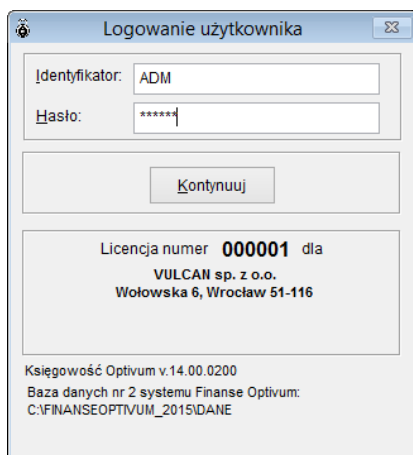 Logowanie użytkownika
Identyfikator: ADM
Hasło: ******
Kontynuuj
Licencja numer 000001 dla
VULCAN sp. z o.o.
Wołowska 6, Wrocław 51-116
Księgowość Optivum v.14.00.0200
Baza danych nr 2 systemu Finanse Optivum:
C:\FINANSEOPTIVUM_2015\DANE